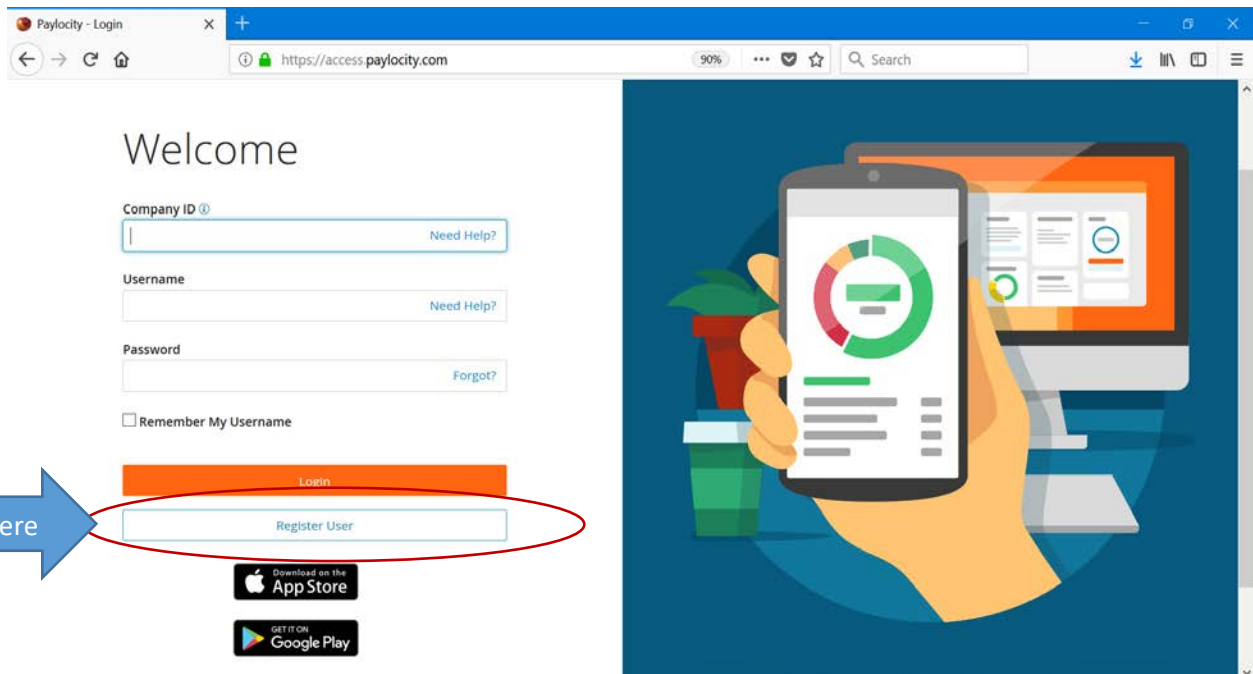 Paylocity - Login
https://access.paylocity.com
90%
Search
Welcome
Company ID
Need Help?
Username
Need Help?
Password
Forgot?
Remember My Username
Login
ere
Register User
Download on the
App Store
GET IT ON
Google Play